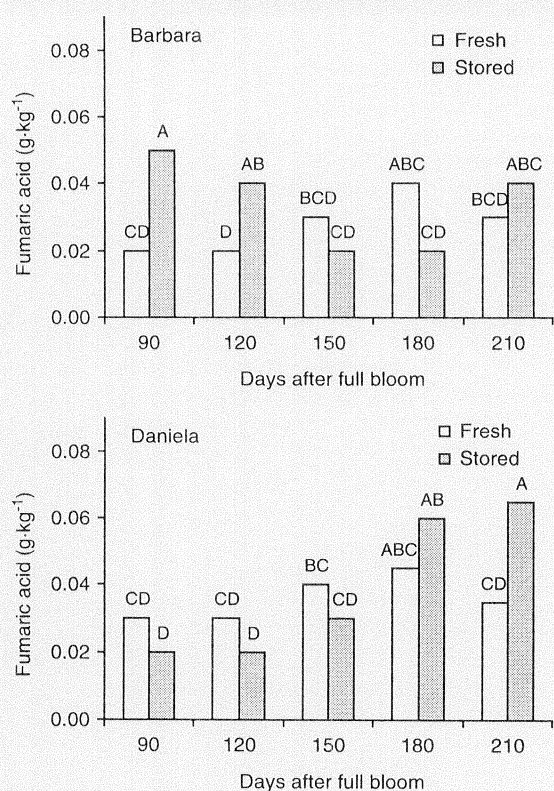 Barbara
Fresh
Stored
Fumaric acid (g·kg⁻¹)
0.08
0.06
0.04
0.02
0.00
CD A D AB BCD CD ABC CD BCD ABC
90 120 150 180 210
Days after full bloom
Daniela
Fresh
Stored
Fumaric acid (g·kg⁻¹)
0.08
0.06
0.04
0.02
0.00
CD D CD D BC CD ABC AB CD A
90 120 150 180 210
Days after full bloom